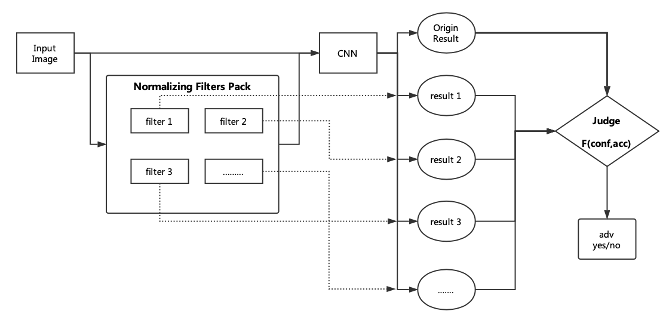 Input
Image
CNN
Origin
Result
Normalizing Filters Pack
filter 1
filter 2
filter 3
.........
result 1
result 2
result 3
.......
Judge
F(conf,acc)
adv
yes/no